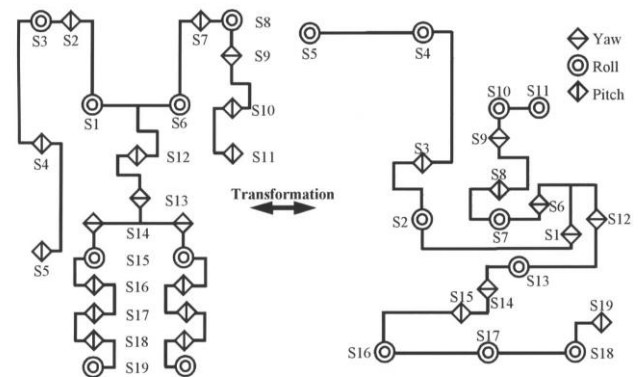 S3 S2
S7
S8
S9
S1
S6
S10
S4
S12
S11
S13
S14
S5
S15
S16
S17
S18
S19
Transformation
S5
S4
S10 S11
S9
S3
S8
S2
S7
S6
S1
S12
S13
S15
S14
S19
S16
S17
S18
Yaw
Roll
Pitch